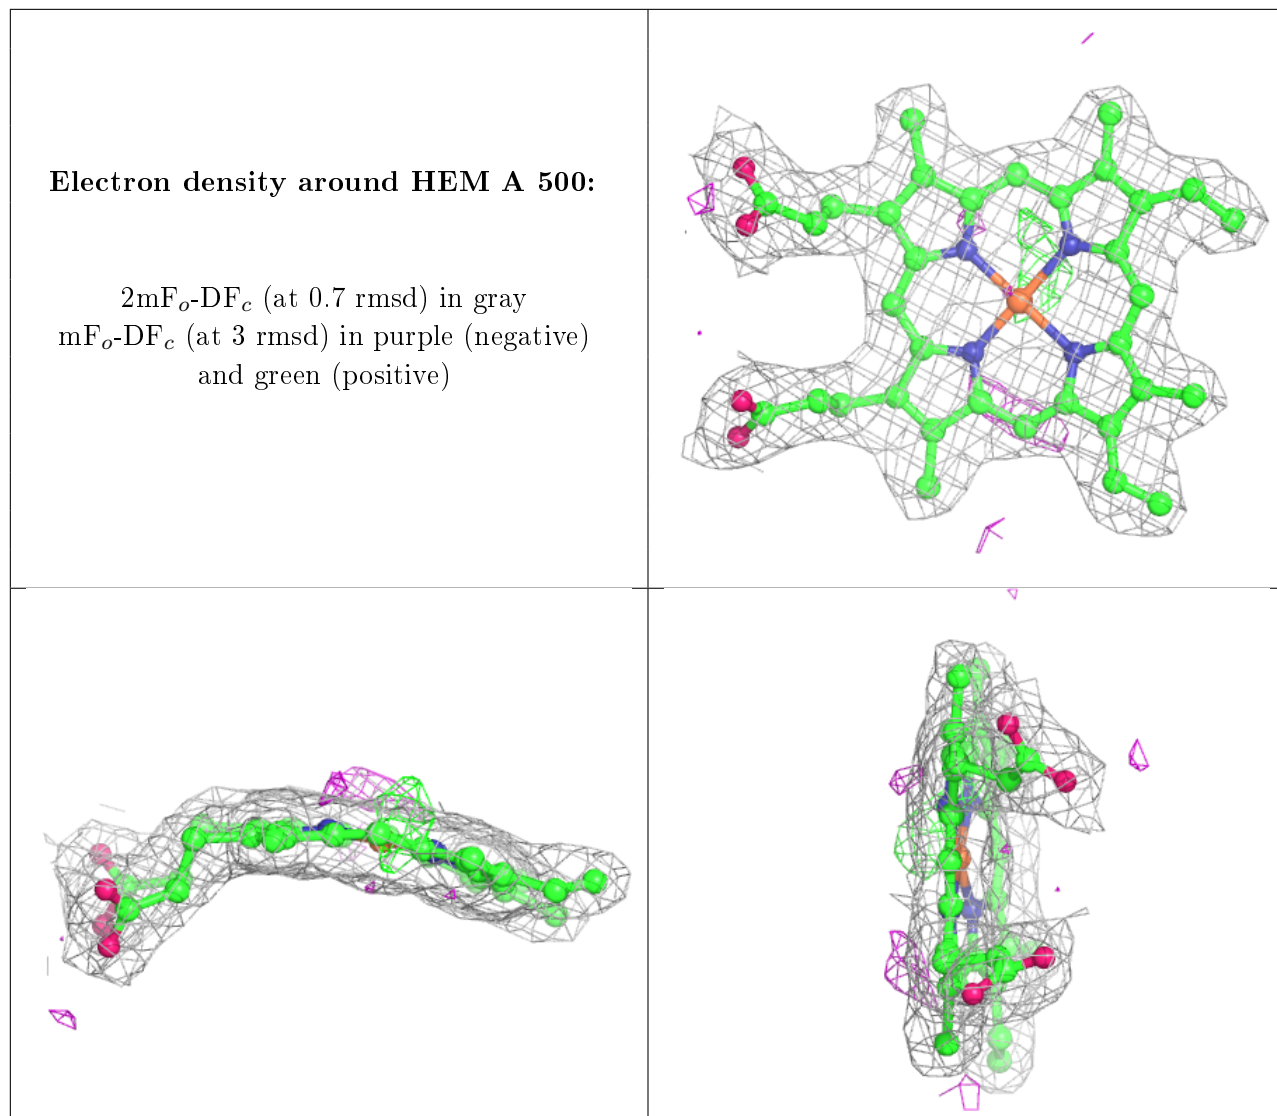 Electron density around HEM A 500:
2mFo-DFc (at 0.7 rmsd) in gray
mFo-DFc (at 3 rmsd) in purple (negative)
and green (positive)